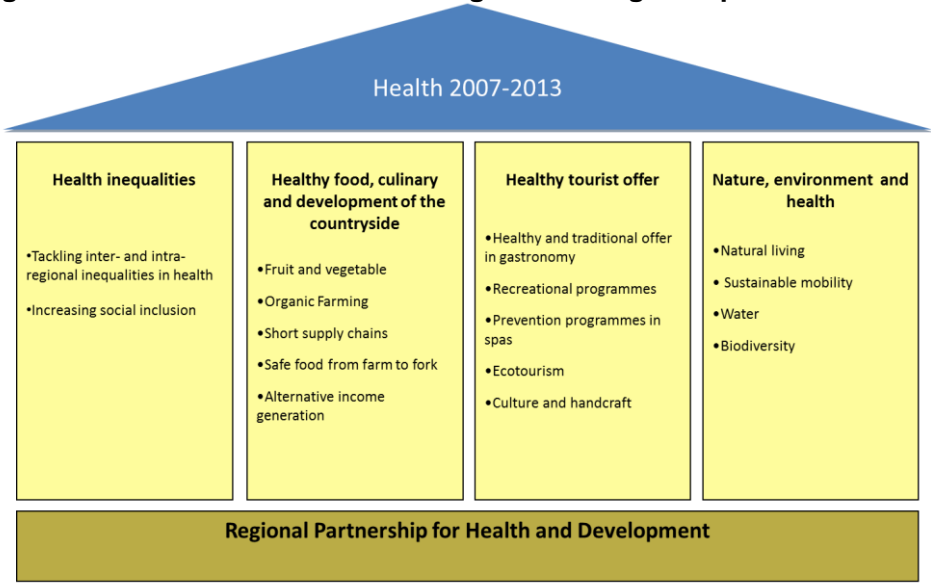 Health 2007-2013
Health inequalities
•Tackling inter- and intra-
regional inequalities in health
•Increasing social inclusion
Healthy food, culinary
and development of the
countryside
•Fruit and vegetable
•Organic Farming
•Short supply chains
•Safe food from farm to fork
•Alternative income
generation
Healthy tourist offer
•Healthy and traditional offer
in gastronomy
•Recreational programmes
•Prevention programmes in
spas
•Ecotourism
•Culture and handcraft
Nature, environment and
health
•Natural living
• Sustainable mobility
•Water
•Biodiversity
Regional Partnership for Health and Development